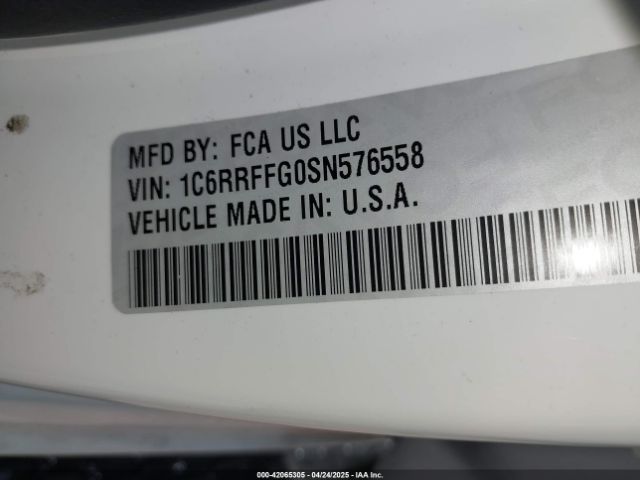 MFD BY: FCA US LLC
VIN: 1C6RRFFG0SN576558
VEHICLE MADE IN: U.S.A.
000-42065305 - 04/24/2025 - IAA Inc.